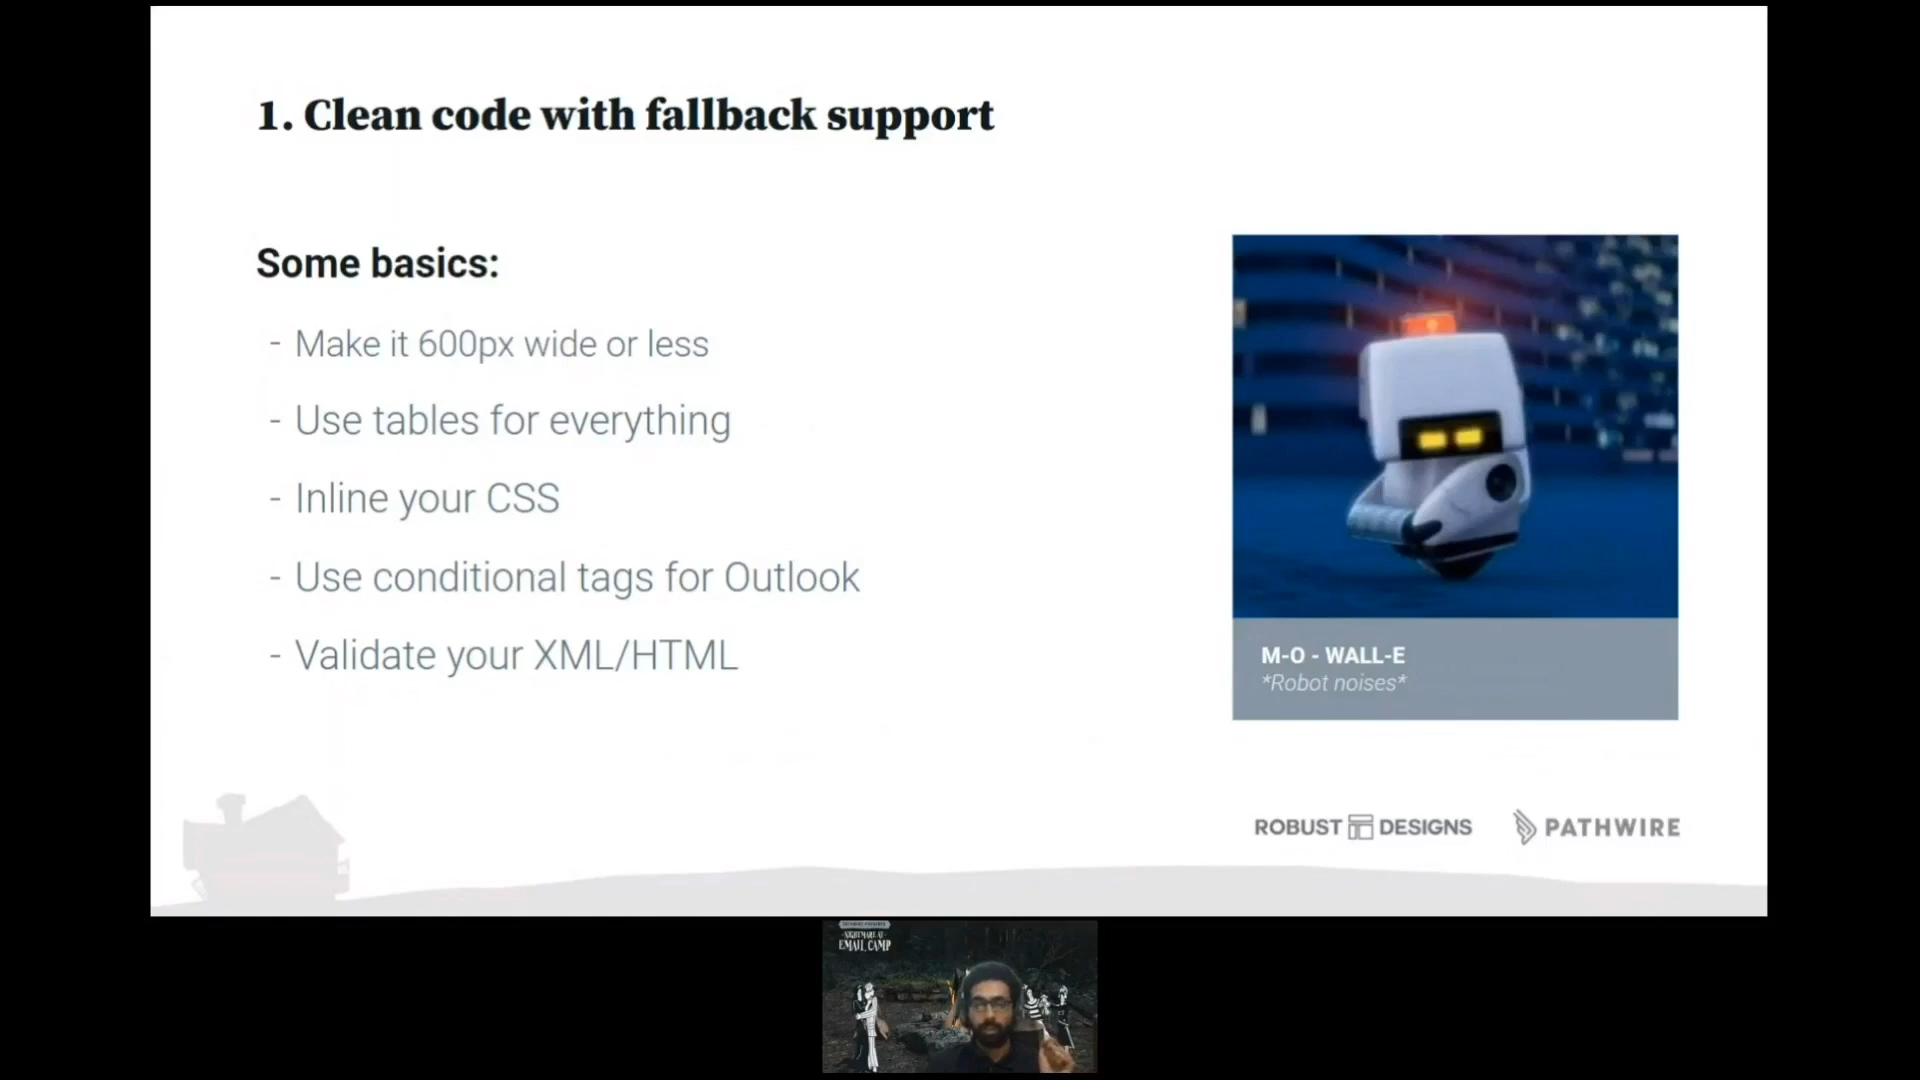 1. Clean code with fallback support
Some basics:
- Make it 600px wide or less
- Use tables for everything
- Inline your CSS
- Use conditional tags for Outlook
- Validate your XML/HTML
M-O - WALL-E
*Robot noises*
ROBUST DESIGNS
PATHWIRE
NIGHTMARE AT
EMAIL CAMP